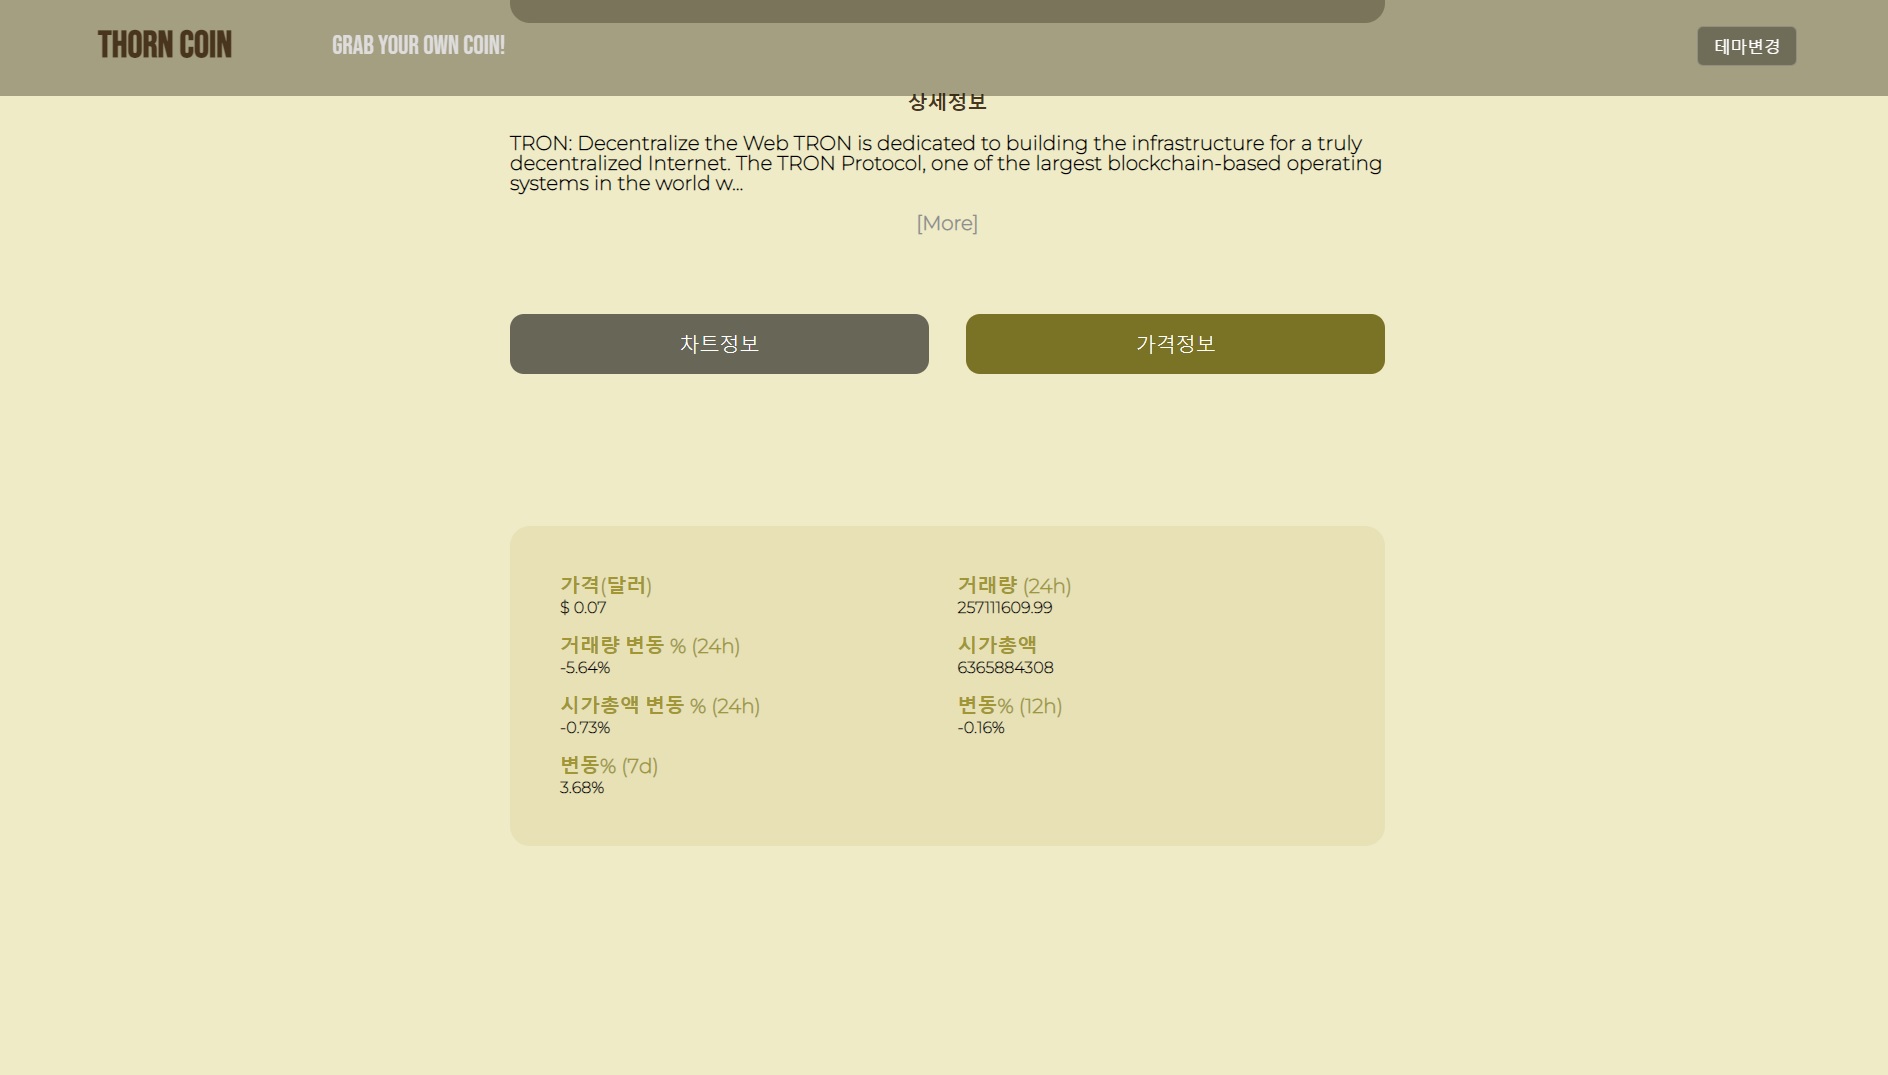 THORN COIN
GRAB YOUR OWN COIN!
테마변경
상세정보
TRON: Decentralize the Web TRON is dedicated to building the infrastructure for a truly
decentralized Internet. The TRON Protocol, one of the largest blockchain-based operating
systems in the world w...
[More]
차트정보
가격정보
가격(달러)
$ 0.07
거래량 (24h)
257111609.99
거래량 변동 % (24h)
-5.64%
시가총액
6365884308
시가총액 변동 % (24h)
-0.73%
변동% (12h)
-0.16%
변동% (7d)
3.68%